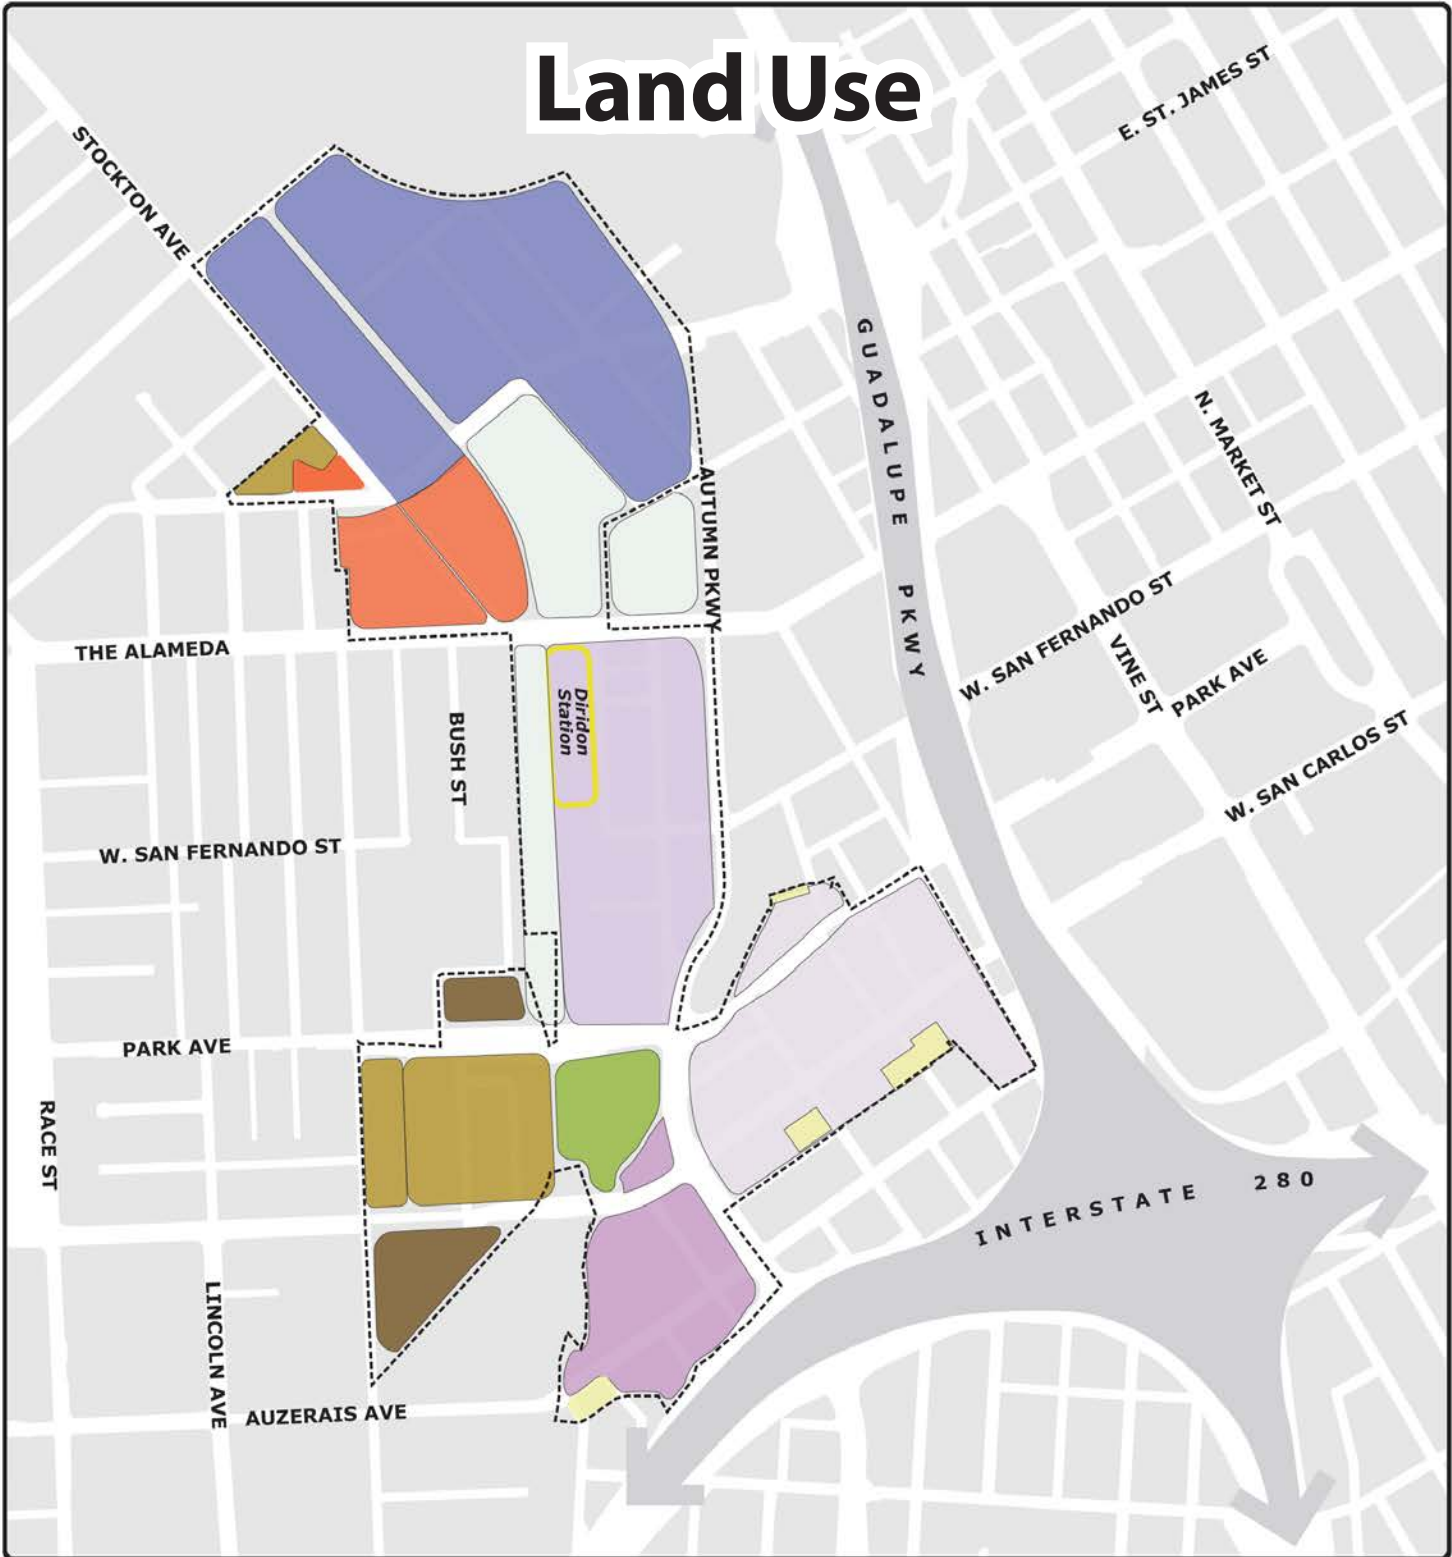 Land Use
E. ST. JAMES ST
STOCKTON AVE
GUADALUPE PKWY
N. MARKET ST
AUTUMN PKWY
W. SAN FERNANDO ST
THE ALAMEDA
VINE ST
PARK AVE
Diridon
Station
BUSH ST
W. SAN CARLOS ST
W. SAN FERNANDO ST
PARK AVE
RACE ST
INTERSTATE 280
LINCOLN AVE
AUZERAIS AVE